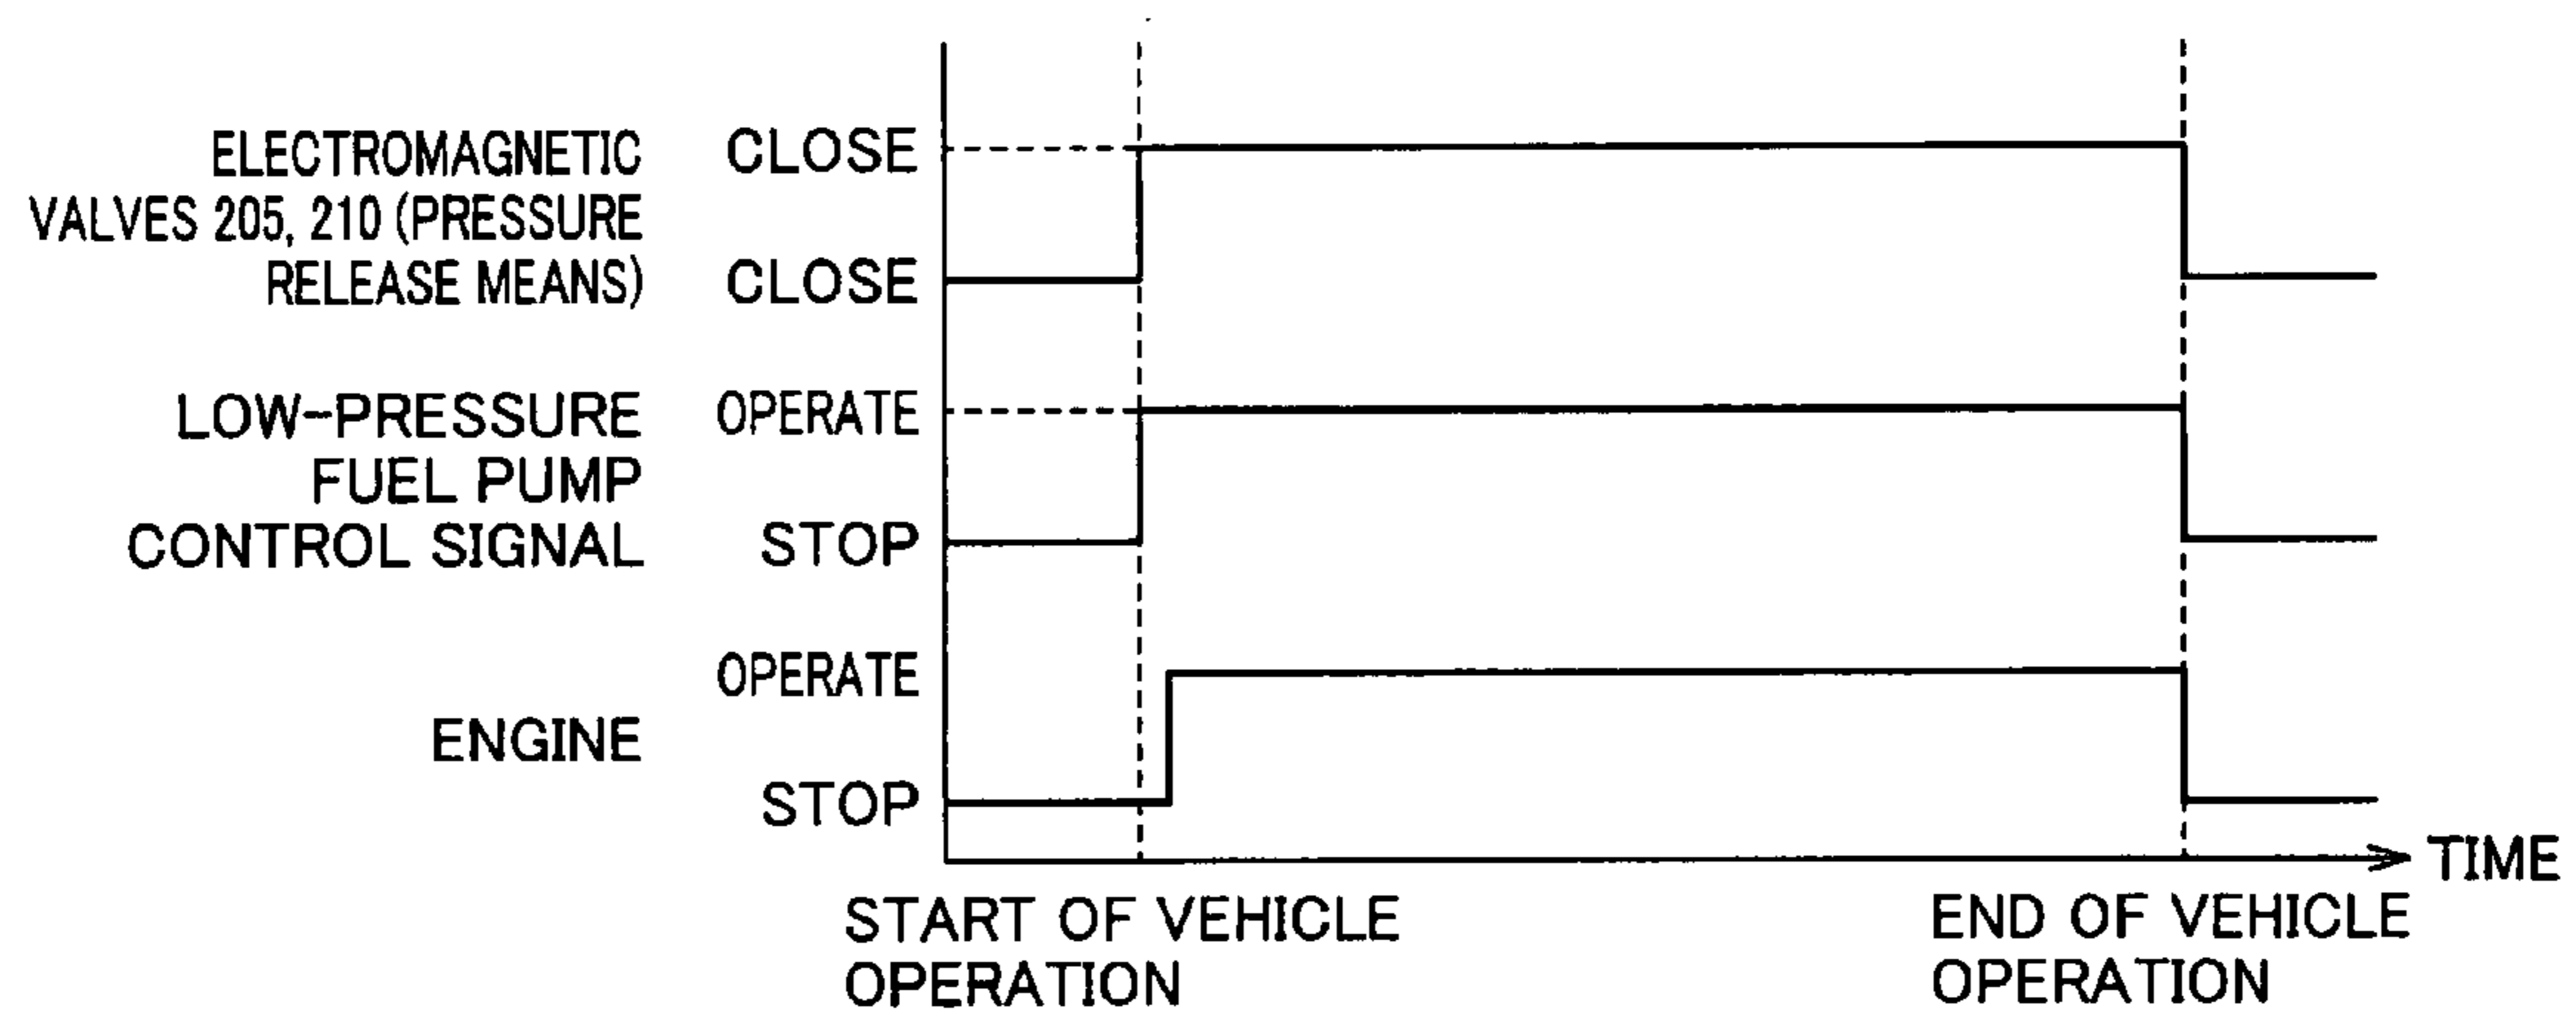 ELECTROMAGNETIC
VALVES 205, 210 (PRESSURE
RELEASE MEANS)
CLOSE
CLOSE
LOW-PRESSURE
FUEL PUMP
CONTROL SIGNAL
OPERATE
STOP
ENGINE
OPERATE
STOP
TIME
START OF VEHICLE
OPERATION
END OF VEHICLE
OPERATION